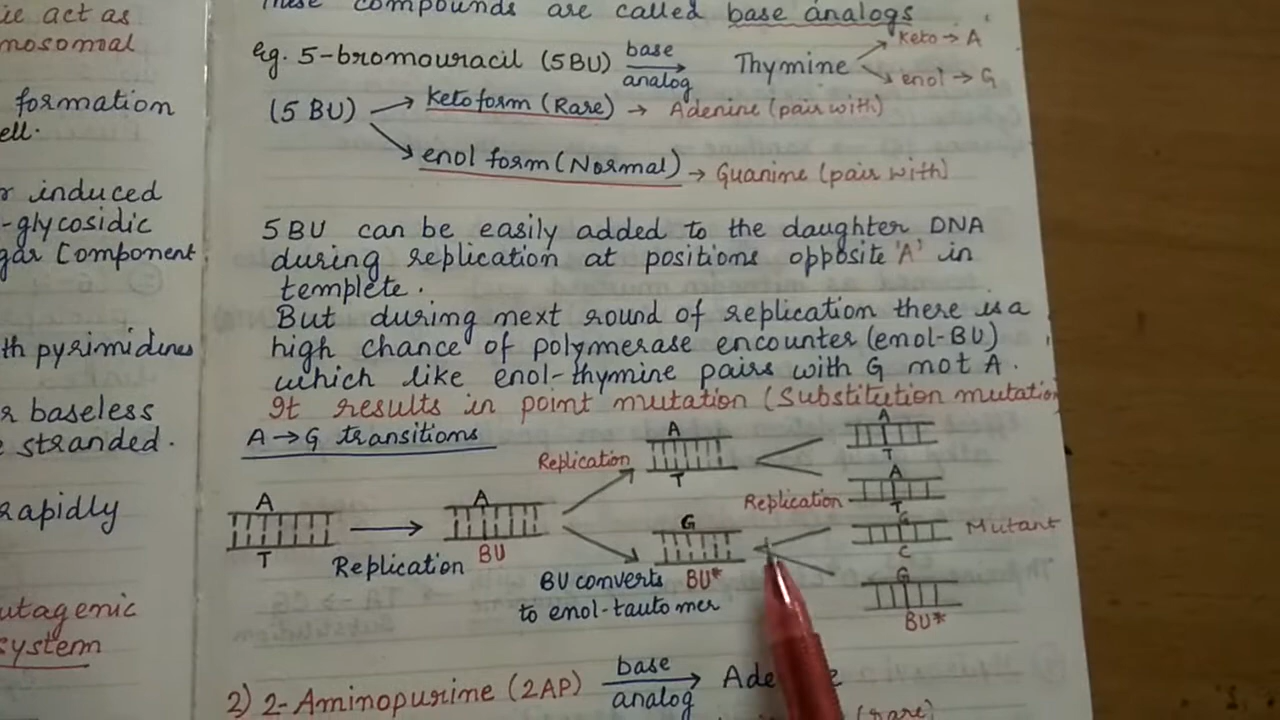 ie act as
nosomal
formation
ell.
r induced
-glycosidic
gar Component
th pyrimidines
r baseless
e stranded.
rapidly
utagenic
system
These compounds are called base analogs
Eg. 5-bromouracil (5BU) base analog Thymine keto → A
enol → G
(5 BU) → Keto form (Rare) → Adenine (pair with)
enol form (Normal) → Guanine (pair with)
5BU can be easily added to the daughter DNA
during replication at positions opposite 'A' in
templete.
But during next round of replication there is a
high chance of polymerase encounter (enol-BU)
which like enol-thymine pairs with G not A.
It results in point mutation (Substitution mutation
A → G transitions
A
T
Replication
A
BU
Replication
A
T
BU converts
to enol-tautomer
G
BU*
Replication
A
T
A
T
G
C
Mutant
G
BU*
2) 2-Aminopurine (2AP) base analog Ade
(rare)